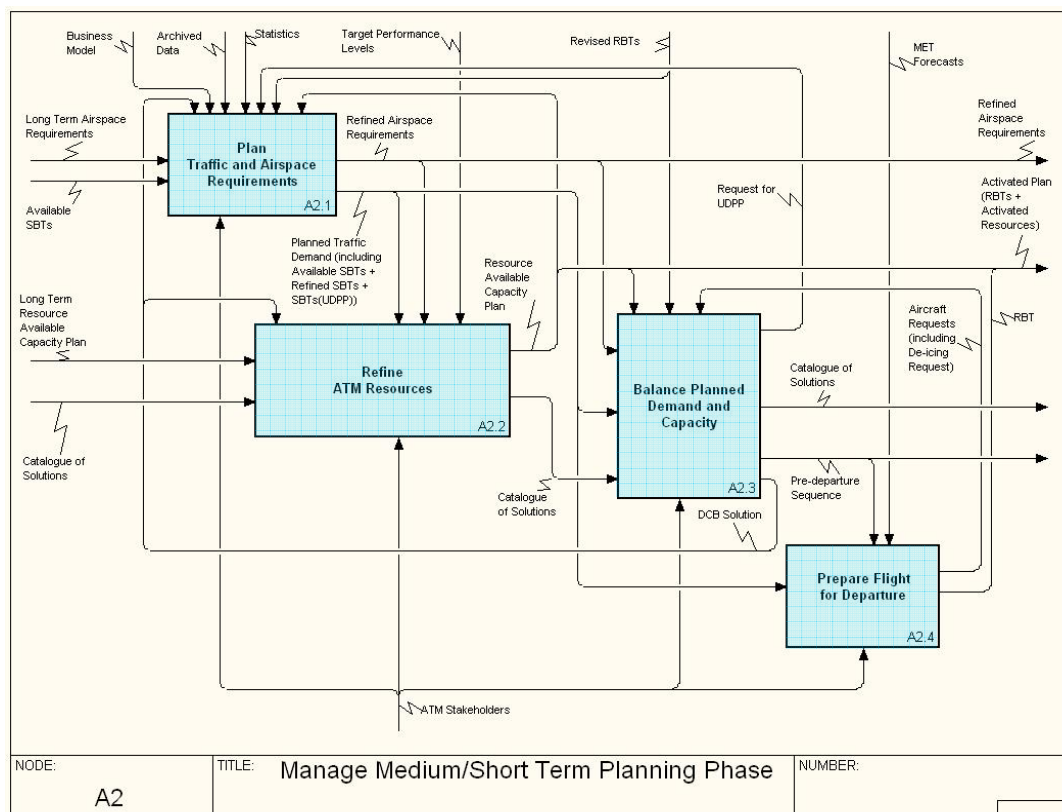 Business
Model
Archived
Data
Statistics
Target Performance
Levels
Revised RBTs
MET
Forecasts
Long Term Airspace
Requirements
Plan
Traffic and Airspace
Requirements
A2.1
Refined Airspace
Requirements
Refined
Airspace
Requirements
Available
SBTs
Request for
UDPP
Activated Plan
(RBTs +
Activated
Resources)
Planned Traffic
Demand (including
Available SBTs +
Refined SBTs +
SBTs(UDPP))
Resource
Available
Capacity
Plan
Long Term
Resource
Available
Capacity Plan
Aircraft
Requests
(including
De-icing
Request)
RBT
Refine
ATM Resources
A2.2
Balance Planned
Demand and
Capacity
A2.3
Catalogue of
Solutions
Catalogue of
Solutions
Catalogue
of Solutions
Pre-departure
Sequence
DCB Solution
Prepare Flight
for Departure
A2.4
ATM Stakeholders
NODE:
A2
TITLE:
Manage Medium/Short Term Planning Phase
NUMBER: